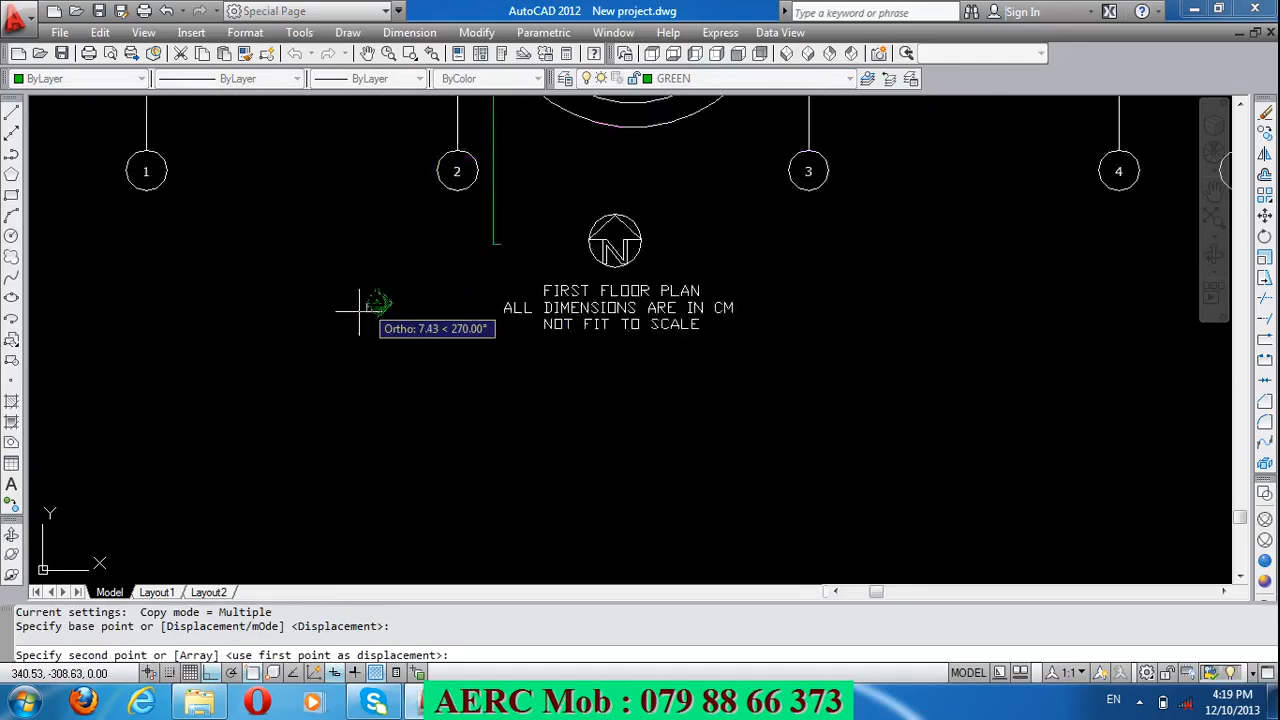 Special Page
AutoCAD 2012 New project.dwg
Type a keyword or phrase
Sign In
File Edit View Insert Format Tools Draw Dimension Modify Parametric Window Help Express Data View
ByLayer
ByLayer
ByLayer
ByColor
GREEN
1
2
3
4
N
FIRST FLOOR PLAN
ALL DIMENSIONS ARE IN CM
NOT FIT TO SCALE
Ortho: 7.43 < 270.00°
Y
X
Model Layout1 Layout2
Current settings: Copy mode = Multiple
Specify base point or [Displacement/mOde] <Displacement>:
Specify second point or [Array] <use first point as displacement>:
340.53, -308.63, 0.00
MODEL
1:1
AERC Mob : 079 88 66 373
EN
4:19 PM
12/10/2013